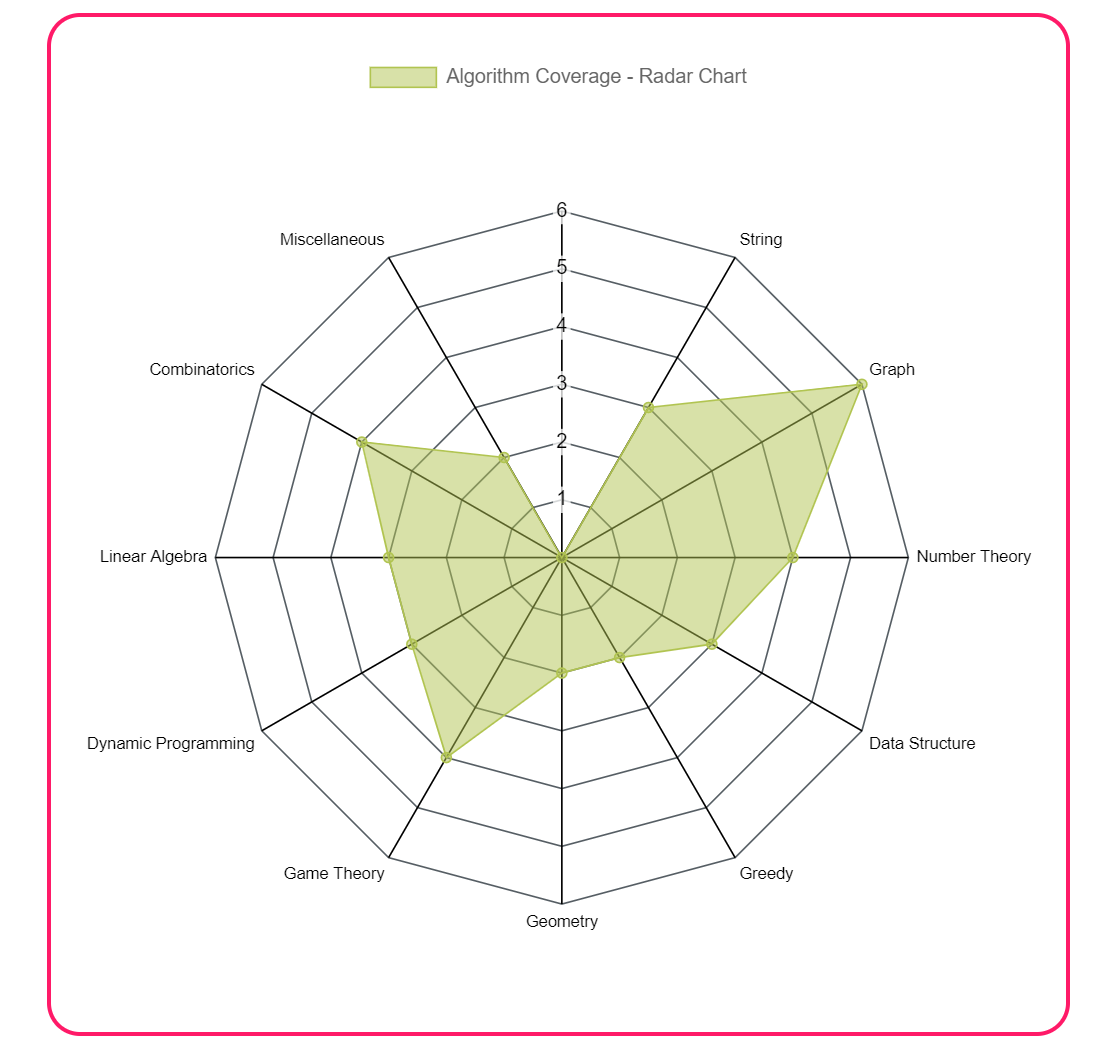 Algorithm Coverage - Radar Chart
6
Miscellaneous
String
5
4
Combinatorics
Graph
3
2
1
Linear Algebra
Number Theory
Dynamic Programming
Data Structure
Game Theory
Greedy
Geometry